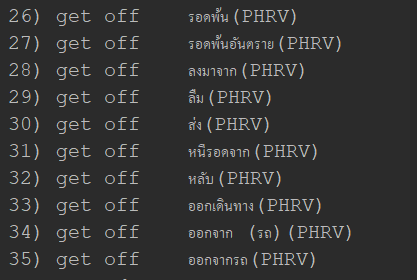 26) get off รอดพ้น(PHRV)
27) get off รอดพ้นอันตราย(PHRV)
28) get off ลงมาจาก(PHRV)
29) get off ลืม(PHRV)
30) get off ส่ง(PHRV)
31) get off หนีรอดจาก(PHRV)
32) get off หลับ(PHRV)
33) get off ออกเดินทาง(PHRV)
34) get off ออกจาก (รถ)(PHRV)
35) get off ออกจากรถ(PHRV)